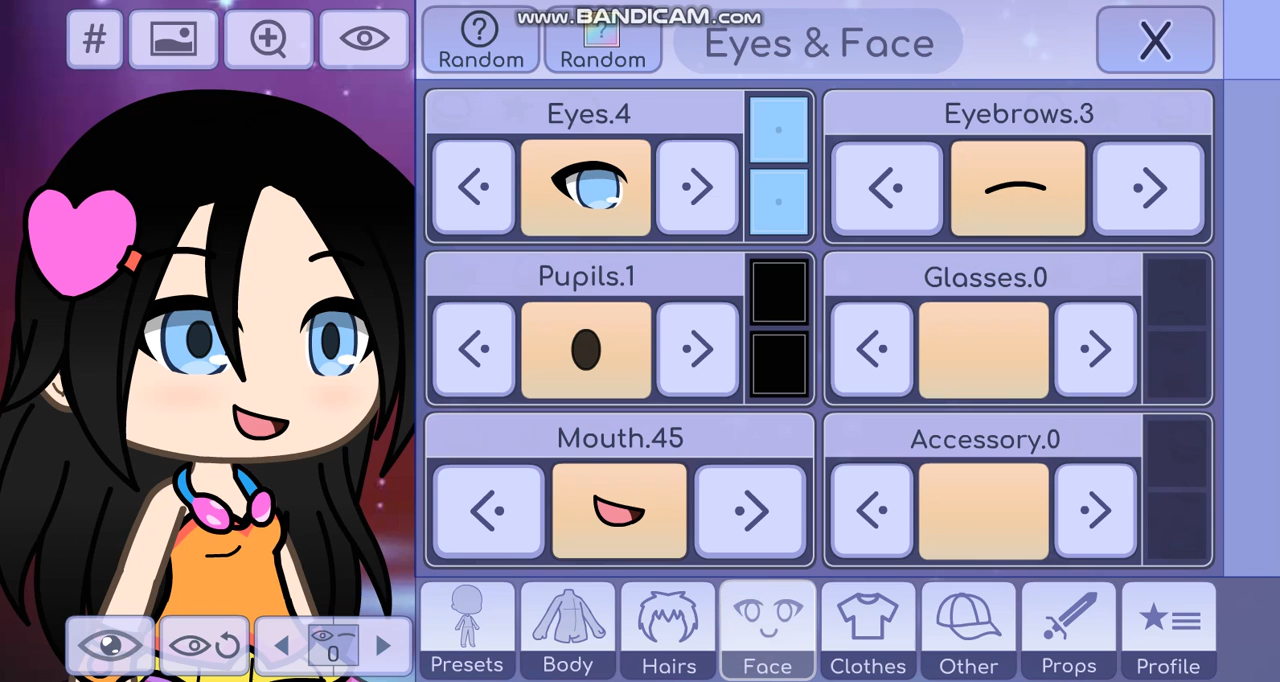 www.BANDICAM.com
#
?
Random
?
Random
Eyes & Face
X
Eyes.4
Eyebrows.3
Pupils.1
Glasses.0
Mouth.45
Accessory.0
0
Presets
Body
Hairs
Face
Clothes
Other
Props
Profile